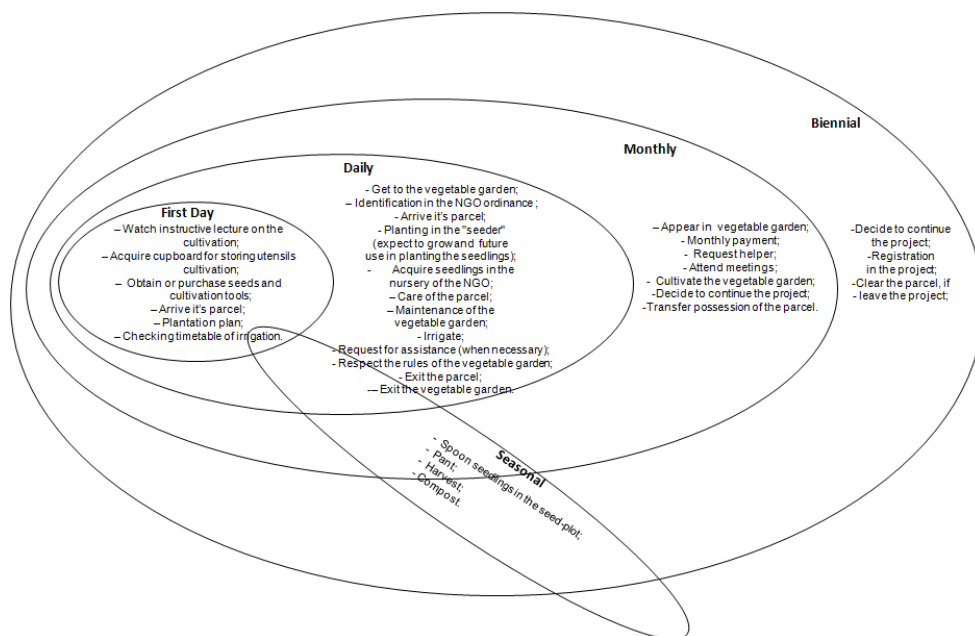 First Day
– Watch instructive lecture on the
cultivation;
– Acquire cupboard for storing utensils
cultivation;
– Obtain or purchase seeds and
cultivation tools;
– Arrive it's parcel;
– Plantation plan;
– Checking timetable of irrigation.
Daily
- Get to the vegetable garden;
– Identification in the NGO ordinance ;
- Arrive it's parcel;
- Planting in the "seeder"
(expect to grow and future
use in planting the seedlings);
- Acquire seedlings in the
nursery of the NGO;
– Care of the parcel;
– Maintenance of the
vegetable garden;
- Irrigate;
- Request for assistance (when necessary);
- Respect the rules of the vegetable garden;
- Exit the parcel;
-– Exit the vegetable garden.
Monthly
– Appear in vegetable garden;
- Monthly payment;
- Request helper;
- Attend meetings;
- Cultivate the vegetable garden;
-Decide to continue the project;
-Transfer possession of the parcel.
Biennial
-Decide to continue
the project;
-Registration
in the project;
-Clear the parcel, if
- leave the project;
Seasonal
- Spoon seedlings in the seed-plot;
- Pant;
- Harvest;
- Compost.